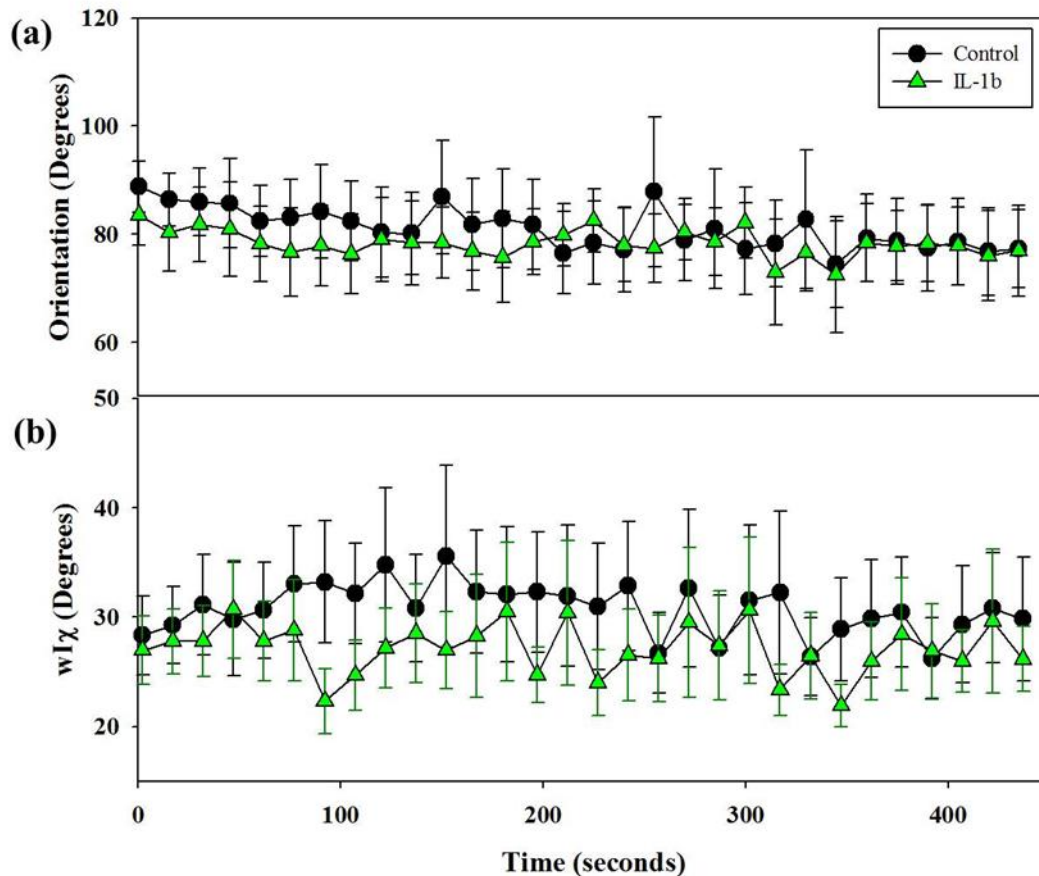 (a)
120
100
80
60
Orientation (Degrees)
Control
IL-1b
(b)
50
40
30
20
wIχ (Degrees)
0 100 200 300 400
Time (seconds)